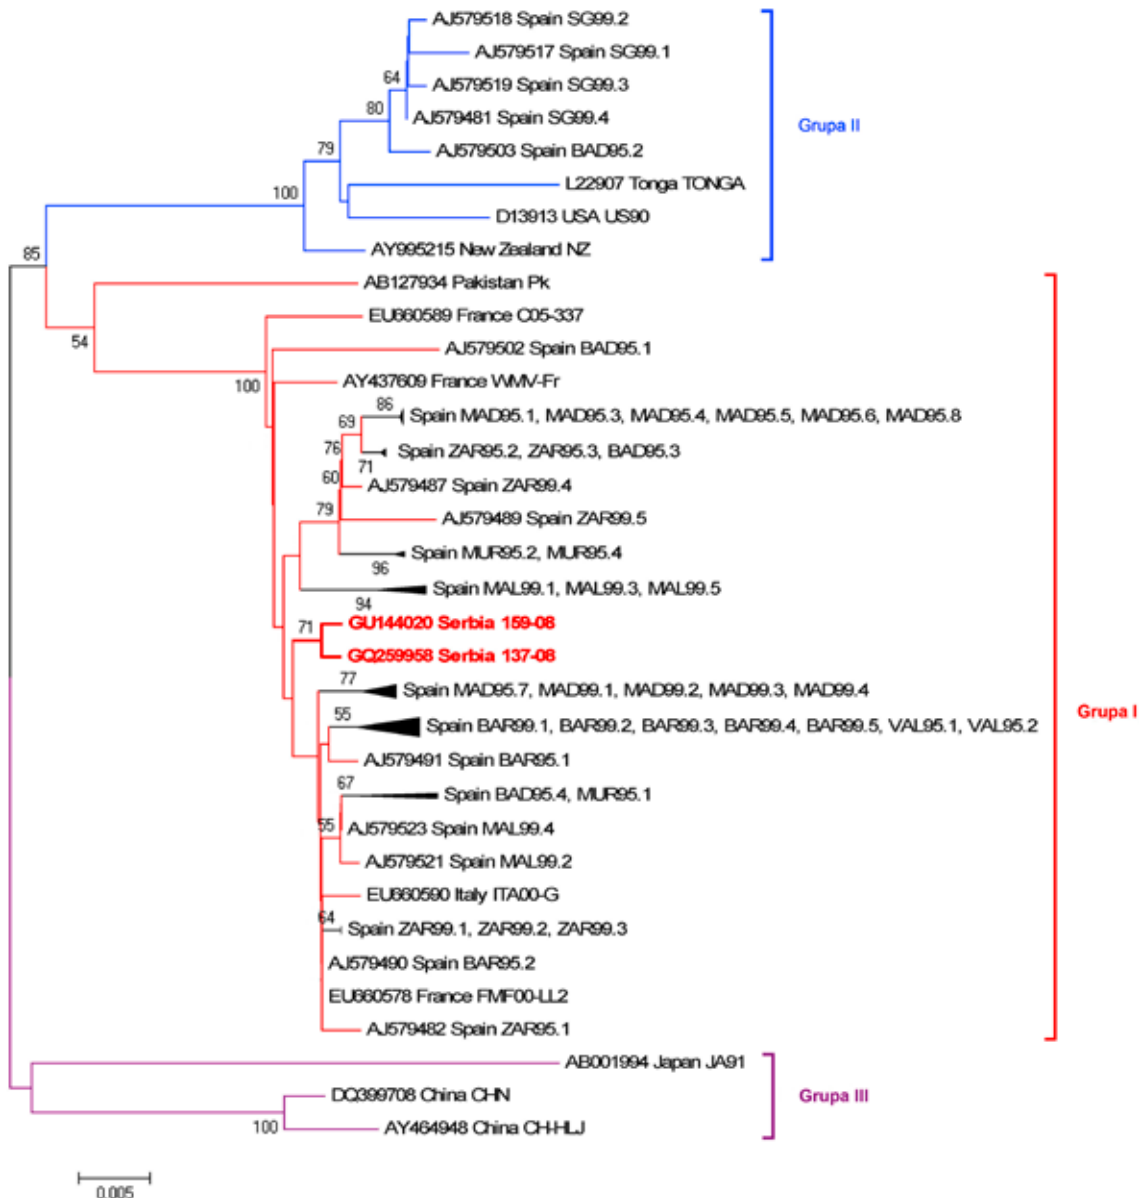 AJ579518 Spain SG99.2
AJ579517 Spain SG99.1
64
AJ579519 Spain SG99.3
80
AJ579481 Spain SG99.4
Grupa II
79
AJ579503 Spain BAD95.2
100
L22907 Tonga TONGA
D13913 USA US90
AY995215 New Zealand NZ
85
AB127934 Pakistan Pk
54
EU660589 France C05-337
AJ579502 Spain BAD95.1
100
AY437609 France WMV-Fr
86
Spain MAD95.1, MAD95.3, MAD95.4, MAD95.5, MAD95.6, MAD95.8
69
76
Spain ZAR95.2, ZAR95.3, BAD95.3
71
60
AJ579487 Spain ZAR99.4
79
AJ579489 Spain ZAR99.5
Spain MUR95.2, MUR95.4
96
Spain MAL99.1, MAL99.3, MAL99.5
94
GU144020 Serbia 159-08
71
GQ259958 Serbia 137-08
77
Spain MAD95.7, MAD99.1, MAD99.2, MAD99.3, MAD99.4
Grupa I
55
Spain BAR99.1, BAR99.2, BAR99.3, BAR99.4, BAR99.5, VAL95.1, VAL95.2
AJ579491 Spain BAR95.1
67
Spain BAD95.4, MUR95.1
55
AJ579523 Spain MAL99.4
AJ579521 Spain MAL99.2
EU660590 Italy ITA00-G
64
Spain ZAR99.1, ZAR99.2, ZAR99.3
AJ579490 Spain BAR95.2
EU660578 France FMF00-LL2
AJ579482 Spain ZAR95.1
AB001994 Japan JA91
DQ399708 China CHN
Grupa III
100
AY464948 China CH-HLJ
0.005